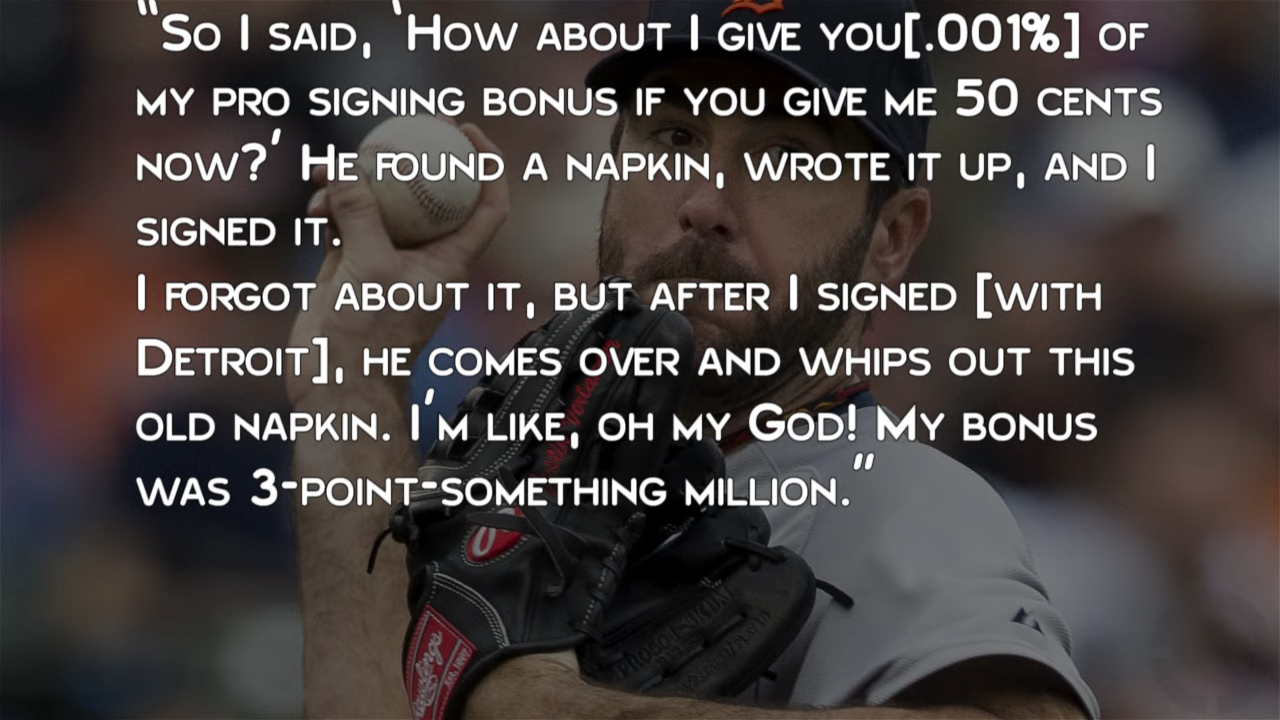 "So I said, 'How about I give you[.001%] of
my pro signing bonus if you give me 50 cents
now?' He found a napkin, wrote it up, and I
signed it.
I forgot about it, but after I signed [with
Detroit], he comes over and whips out this
old napkin. I'm like, oh my God! My bonus
was 3-point-something million."
Rawlings